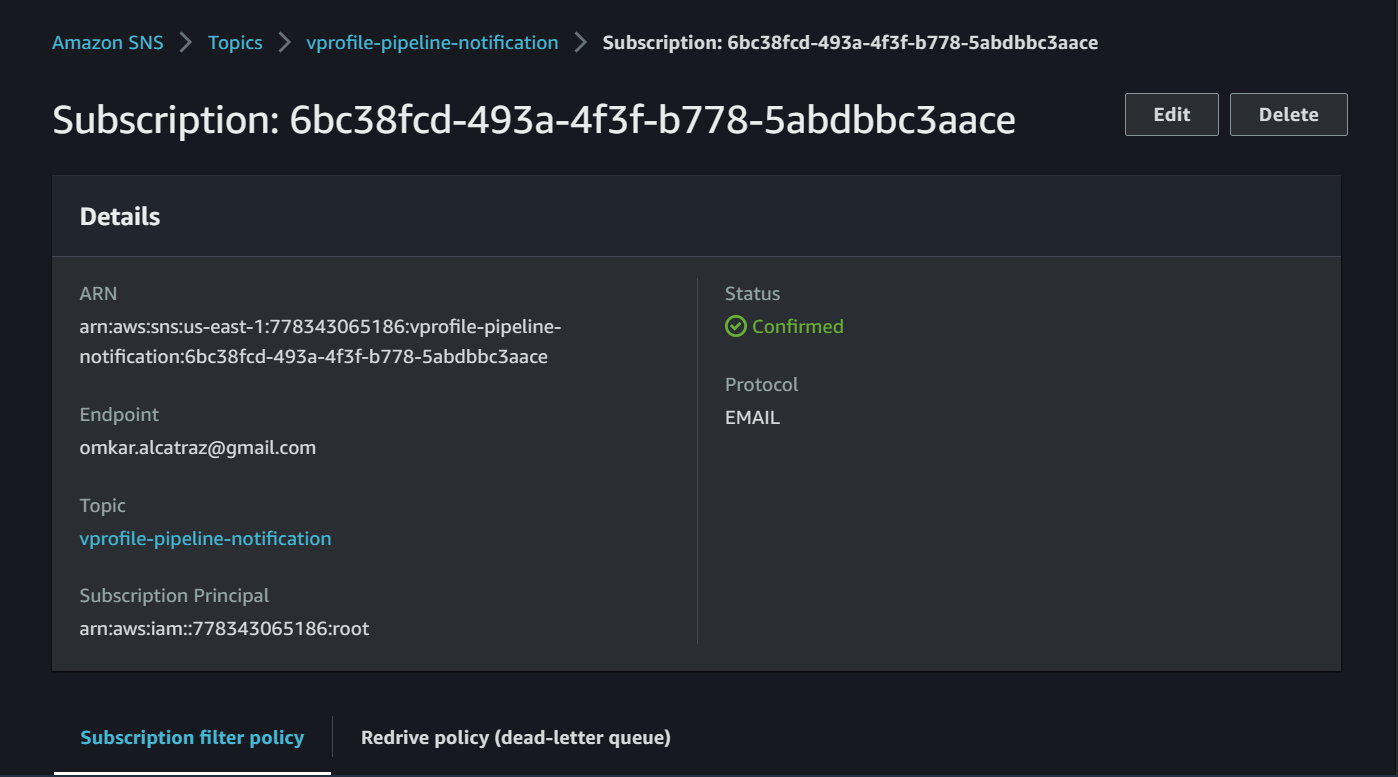 Amazon SNS > Topics > vprofile-pipeline-notification > Subscription: 6bc38fcd-493a-4f3f-b778-5abdbbc3aace
Subscription: 6bc38fcd-493a-4f3f-b778-5abdbbc3aace
Edit
Delete
Details
ARN
arn:aws:sns:us-east-1:778343065186:vprofile-pipeline-
notification:6bc38fcd-493a-4f3f-b778-5abdbbc3aace
Endpoint
omkar.alcatraz@gmail.com
Topic
vprofile-pipeline-notification
Subscription Principal
arn:aws:iam::778343065186:root
Status
Confirmed
Protocol
EMAIL
Subscription filter policy
Redrive policy (dead-letter queue)